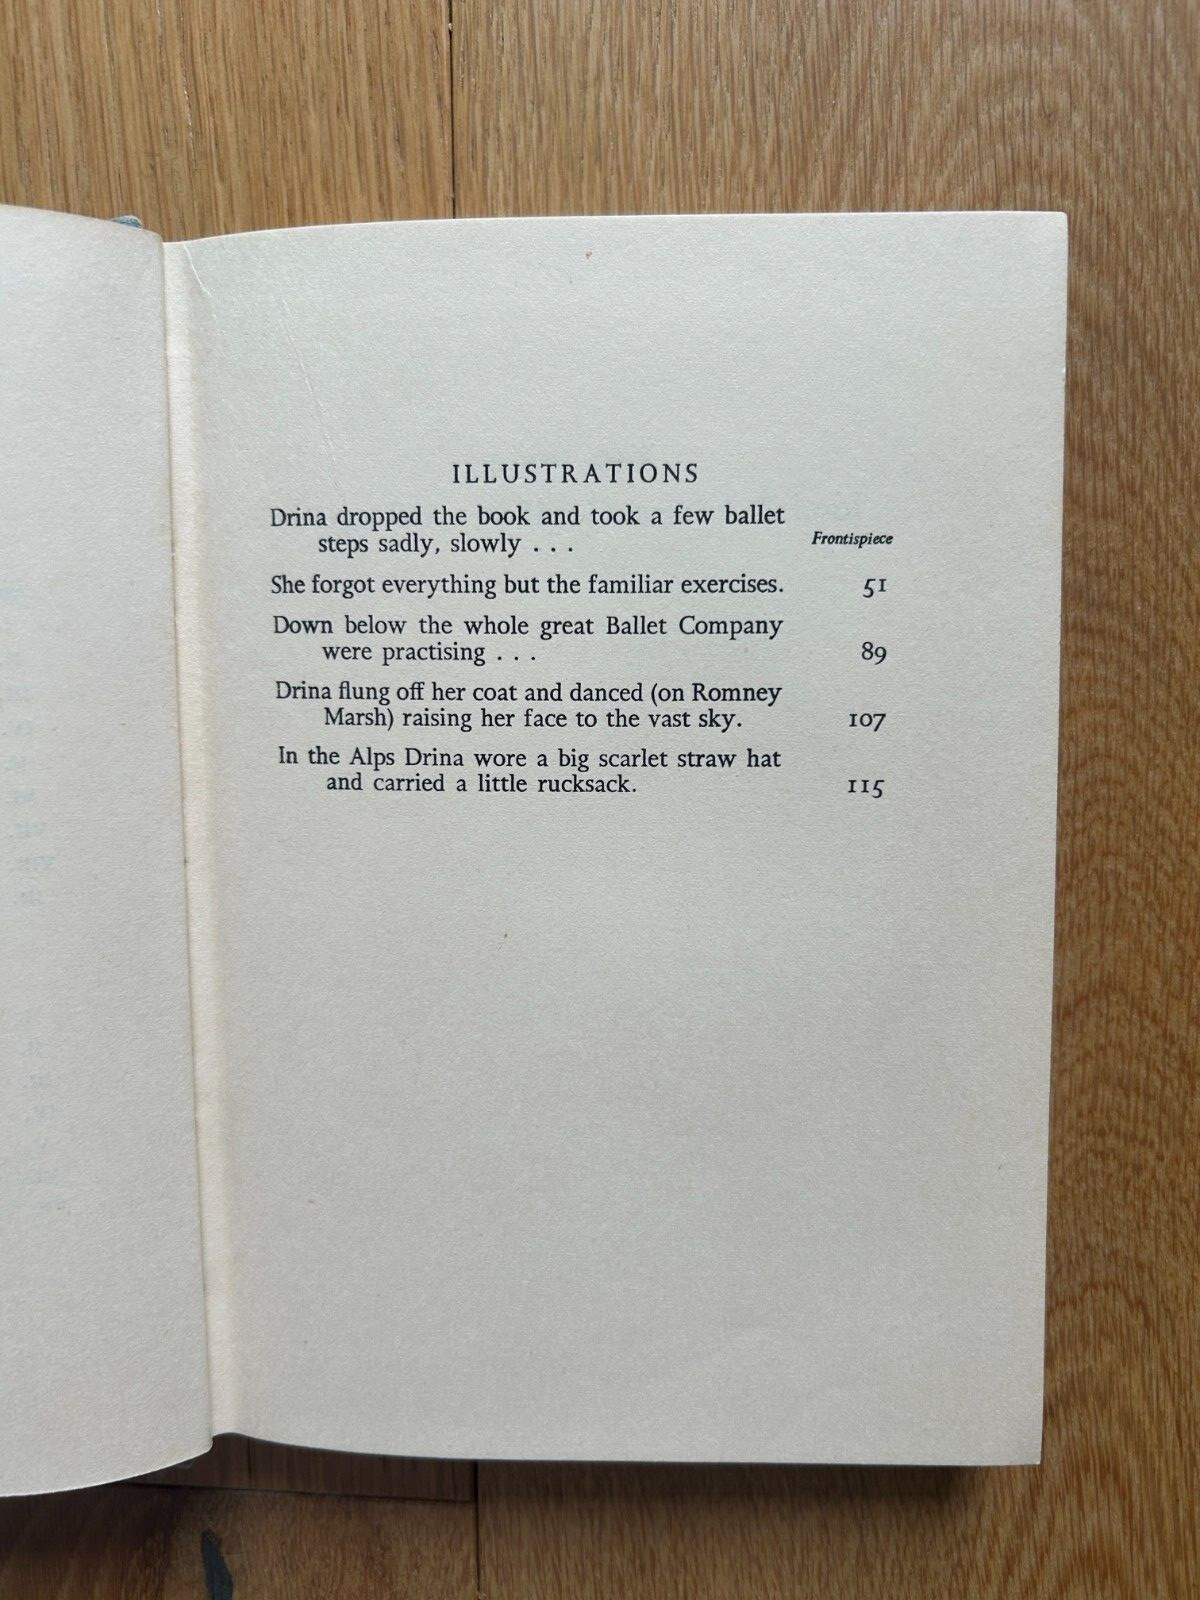 ILLUSTRATIONS
Drina dropped the book and took a few ballet
steps sadly, slowly . . . Frontispiece
She forgot everything but the familiar exercises. 51
Down below the whole great Ballet Company
were practising . . . 89
Drina flung off her coat and danced (on Romney
Marsh) raising her face to the vast sky. 107
In the Alps Drina wore a big scarlet straw hat
and carried a little rucksack. 115